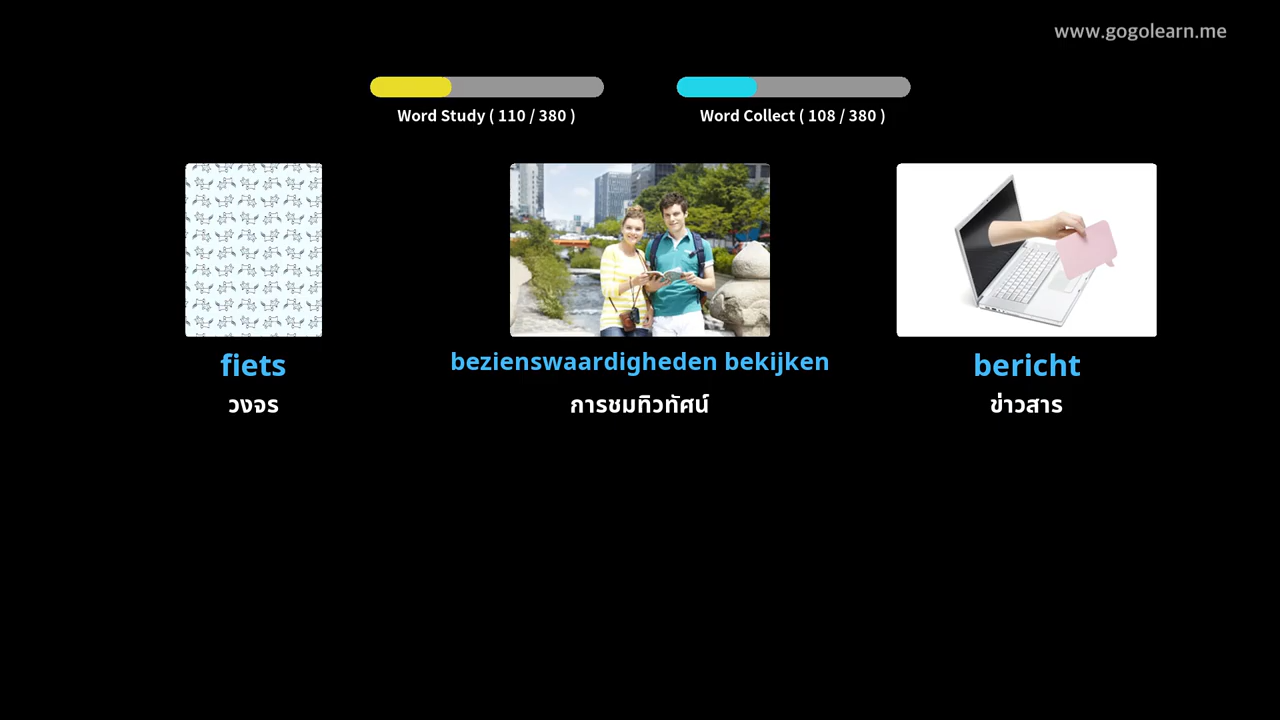 www.gogolearn.me
Word Study ( 110 / 380 )
Word Collect ( 108 / 380 )
fiets
วงจร
bezienswaardigheden bekijken
การชมทิวทัศน์
bericht
ข่าวสาร